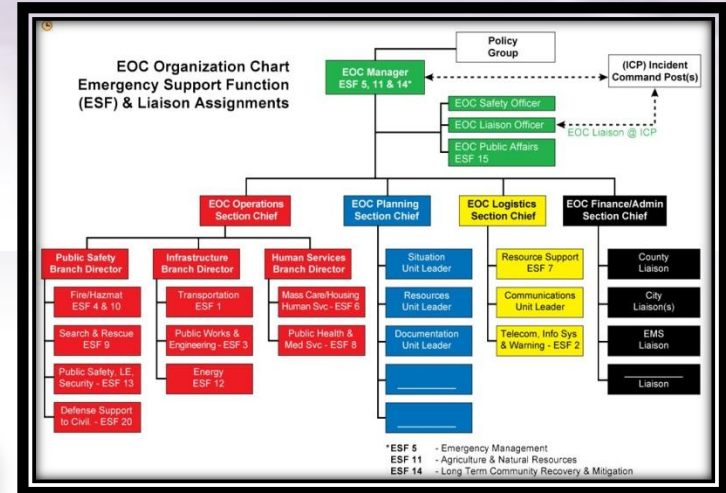 EOC Organization Chart
Emergency Support Function
(ESF) & Liaison Assignments
Policy
Group
EOC Manager
ESF 5, 11 & 14*
(ICP) Incident
Command Post(s)
EOC Safety Officer
EOC Liaison Officer
EOC Liaison @ ICP
EOC Public Affairs
ESF 15
EOC Operations
Section Chief
EOC Planning
Section Chief
EOC Logistics
Section Chief
EOC Finance/Admin
Section Chief
Public Safety
Branch Director
Infrastructure
Branch Director
Human Services
Branch Director
Fire/Hazmat
ESF 4 & 10
Search & Rescue
ESF 9
Public Safety, LE,
Security - ESF 13
Defense Support
to Civil. - ESF 20
Transportation
ESF 1
Public Works &
Engineering - ESF 3
Energy
ESF 12
Mass Care/Housing
Human Svc - ESF 6
Public Health &
Med Svc - ESF 8
Situation
Unit Leader
Resources
Unit Leader
Documentation
Unit Leader
Resource Support
ESF 7
Communications
Unit Leader
Telecom, Info Sys
& Warning - ESF 2
County
Liaison
City
Liaison(s)
EMS
Liaison
Liaison
*ESF 5 - Emergency Management
ESF 11 - Agriculture & Natural Resources
ESF 14 - Long Term Community Recovery & Mitigation